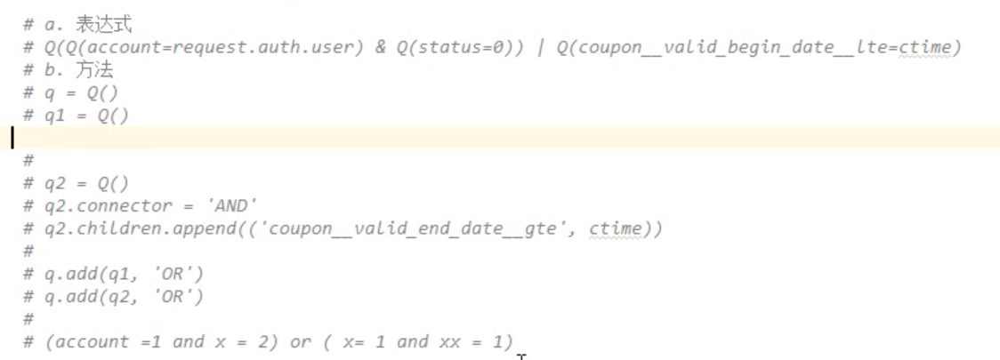 # a. 表达式
# Q(Q(account=request.auth.user) & Q(status=0)) | Q(coupon__valid_begin_date__lte=ctime)
# b. 方法
# q = Q()
# q1 = Q()
#
# q2 = Q()
# q2.connector = 'AND'
# q2.children.append(('coupon__valid_end_date__gte', ctime))
#
# q.add(q1, 'OR')
# q.add(q2, 'OR')
#
# (account =1 and x = 2) or ( x= 1 and xx = 1)